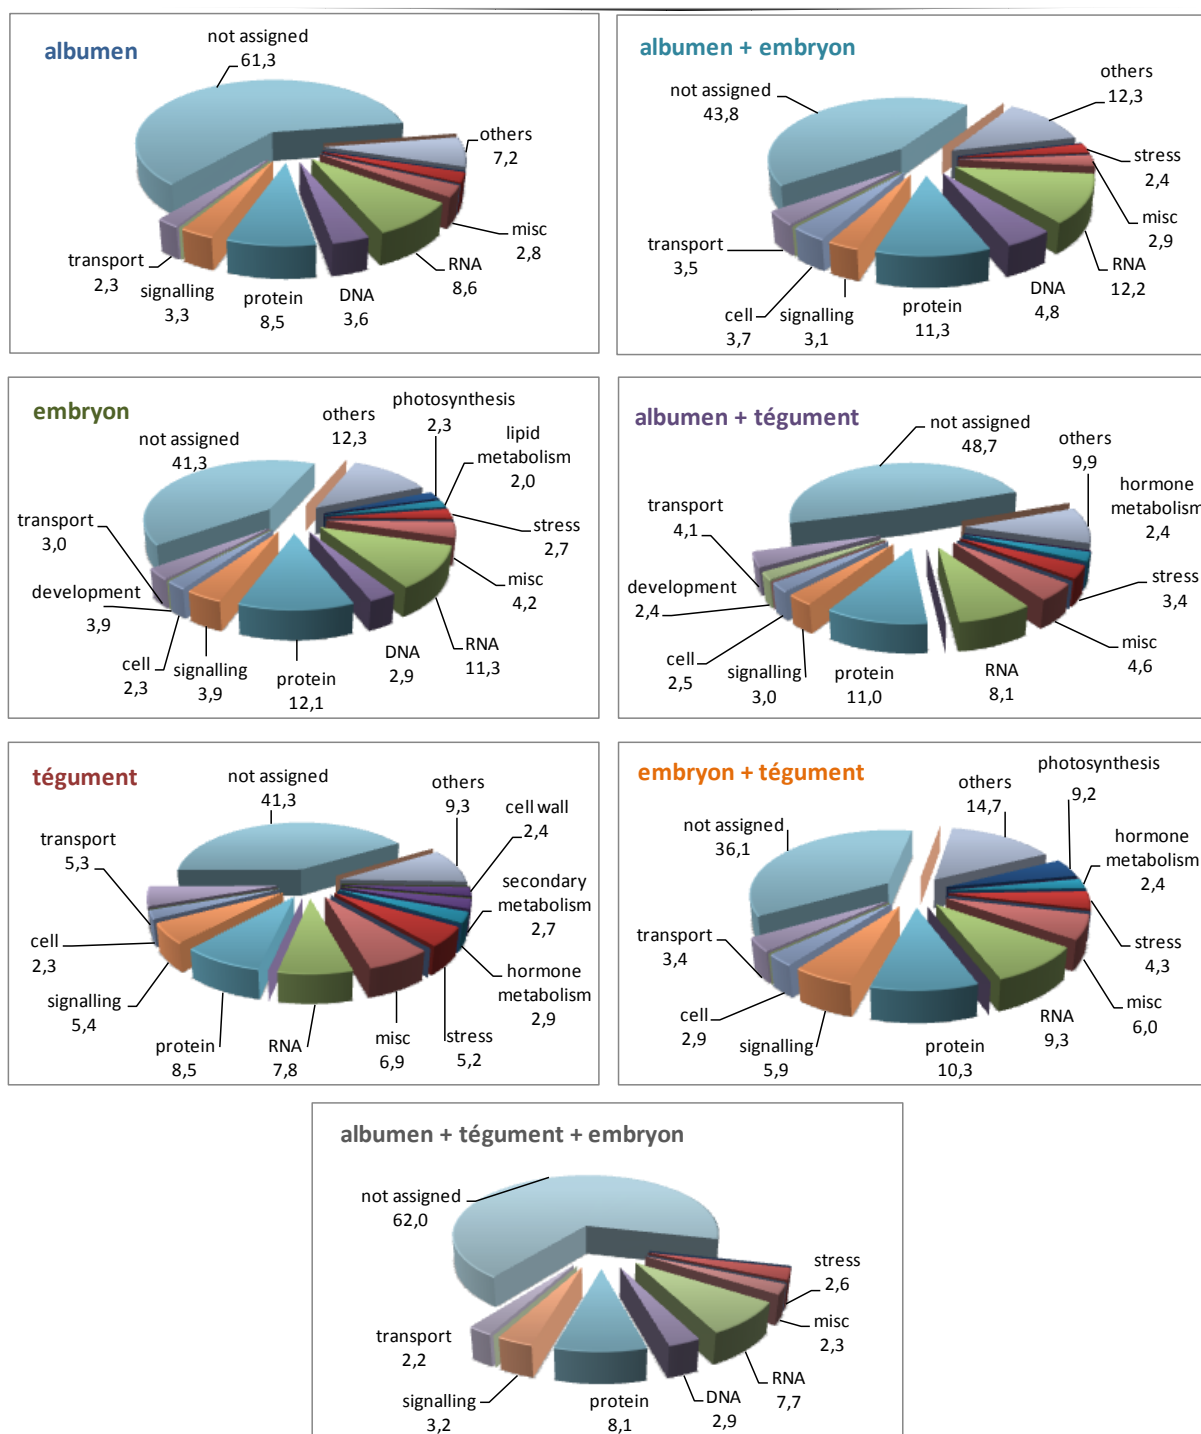 albumen
not assigned
61,3
others
7,2
misc
2,8
RNA
8,6
DNA
3,6
protein
8,5
signalling
3,3
transport
2,3
albumen + embryon
not assigned
43,8
others
12,3
stress
2,4
misc
2,9
RNA
12,2
DNA
4,8
protein
11,3
signalling
3,1
cell
3,7
transport
3,5
embryon
not assigned
41,3
others
12,3
photosynthesis
2,3
lipid
metabolism
2,0
stress
2,7
misc
4,2
RNA
11,3
DNA
2,9
protein
12,1
signalling
3,9
cell
2,3
development
3,9
transport
3,0
albumen + tégument
not assigned
48,7
others
9,9
hormone
metabolism
2,4
stress
3,4
misc
4,6
RNA
8,1
protein
11,0
signalling
3,0
cell
2,5
development
2,4
transport
4,1
tégument
not assigned
41,3
others
9,3
cell wall
2,4
secondary
metabolism
2,7
hormone
metabolism
2,9
stress
5,2
misc
6,9
RNA
7,8
protein
8,5
signalling
5,4
cell
2,3
transport
5,3
embryon + tégument
not assigned
36,1
others
14,7
photosynthesis
9,2
hormone
metabolism
2,4
stress
4,3
misc
6,0
RNA
9,3
protein
10,3
signalling
5,9
cell
2,9
transport
3,4
albumen + tégument + embryon
not assigned
62,0
stress
2,6
misc
2,3
RNA
7,7
DNA
2,9
protein
8,1
signalling
3,2
transport
2,2